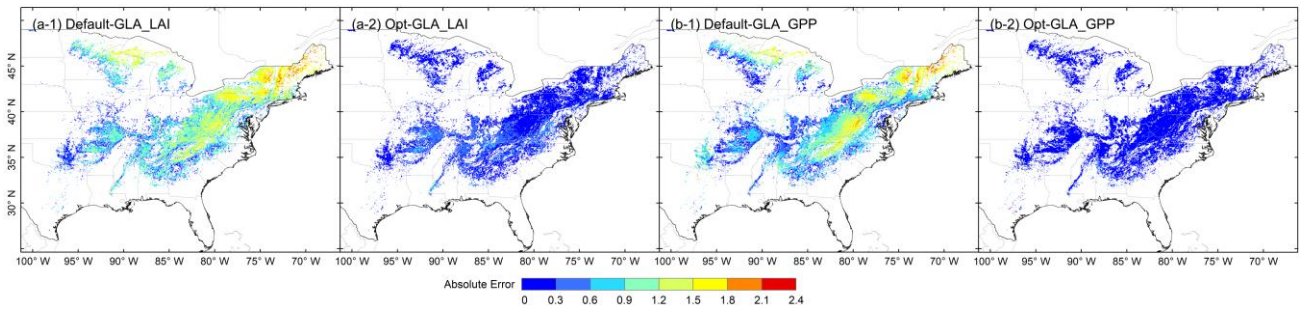 (a-1) Default-GLA_LAI
(a-2) Opt-GLA_LAI
(b-1) Default-GLA_GPP
(b-2) Opt-GLA_GPP
45° N
40° N
35° N
30° N
100° W 95° W 90° W 85° W 80° W 75° W 70° W
100° W 95° W 90° W 85° W 80° W 75° W 70° W
100° W 95° W 90° W 85° W 80° W 75° W 70° W
100° W 95° W 90° W 85° W 80° W 75° W 70° W
Absolute Error
0 0.3 0.6 0.9 1.2 1.5 1.8 2.1 2.4